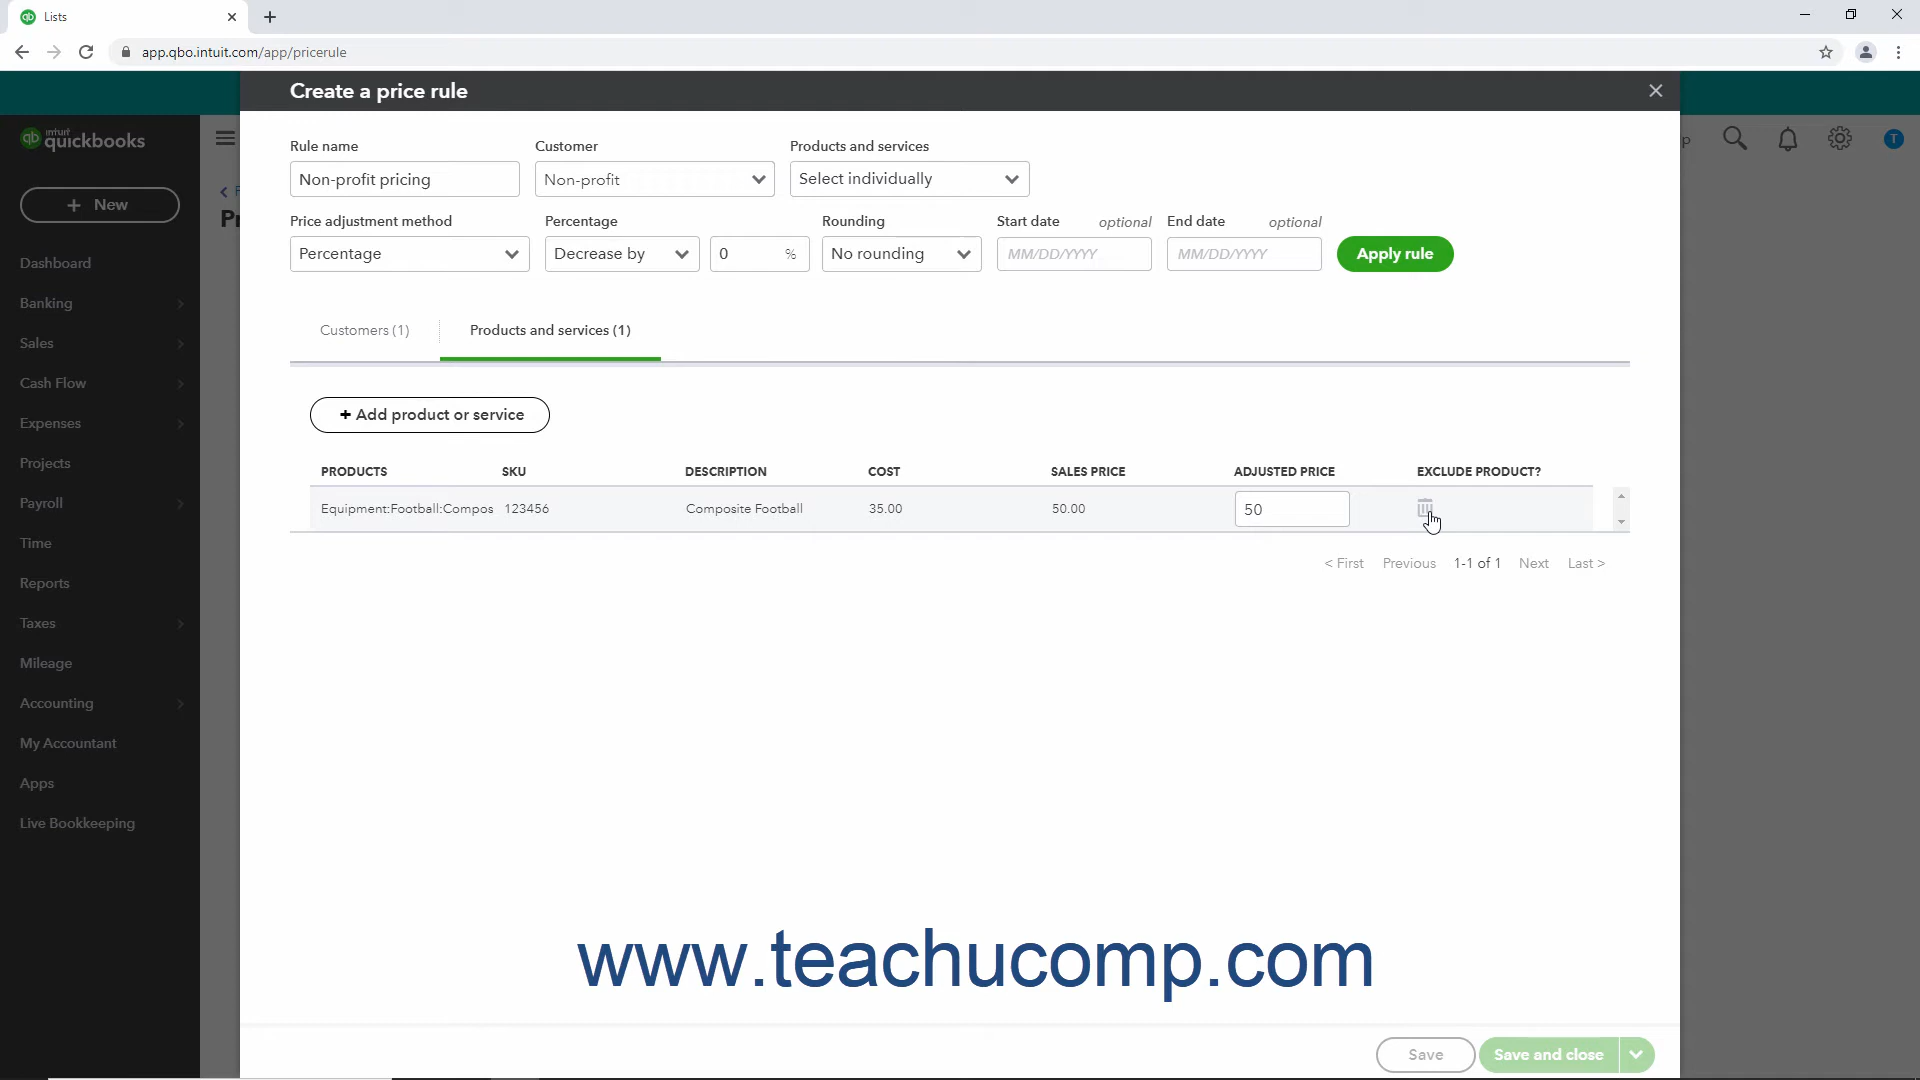 Lists
app.qbo.intuit.com/app/pricerule
Create a price rule
intuit
quickbooks
New
Dashboard
Banking
Sales
Cash Flow
Expenses
Projects
Payroll
Time
Reports
Taxes
Mileage
Accounting
My Accountant
Apps
Live Bookkeeping
Rule name Customer Products and services
Non-profit pricing Non-profit Select individually
Price adjustment method Percentage Rounding Start date optional End date optional
Percentage Decrease by 0 % No rounding MM/DD/YYYY MM/DD/YYYY Apply rule
Customers (1) Products and services (1)
+ Add product or service
PRODUCTS SKU DESCRIPTION COST SALES PRICE ADJUSTED PRICE EXCLUDE PRODUCT?
Equipment:Football:Compos 123456 Composite Football 35.00 50.00 50
< First Previous 1-1 of 1 Next Last >
www.teachucomp.com
Save Save and close